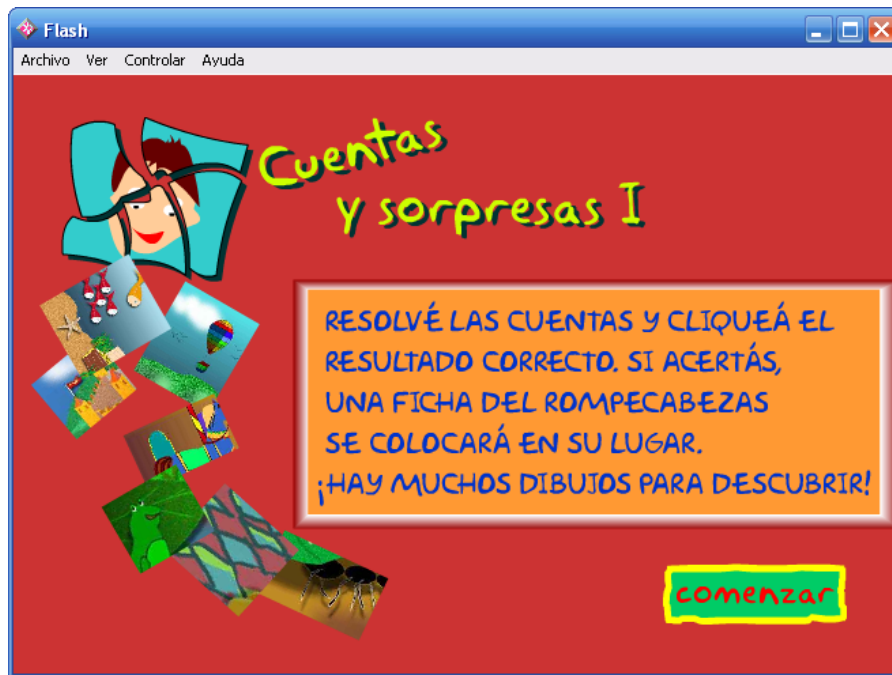 Flash
Archivo Ver Controlar Ayuda
Cuentas
y sorpresas I
RESOLVÉ LAS CUENTAS Y CLIQUEÁ EL
RESULTADO CORRECTO. SI ACERTÁS,
UNA FICHA DEL ROMPECABEZAS
SE COLOCARÁ EN SU LUGAR.
¡HAY MUCHOS DIBUJOS PARA DESCUBRIR!
comenzar